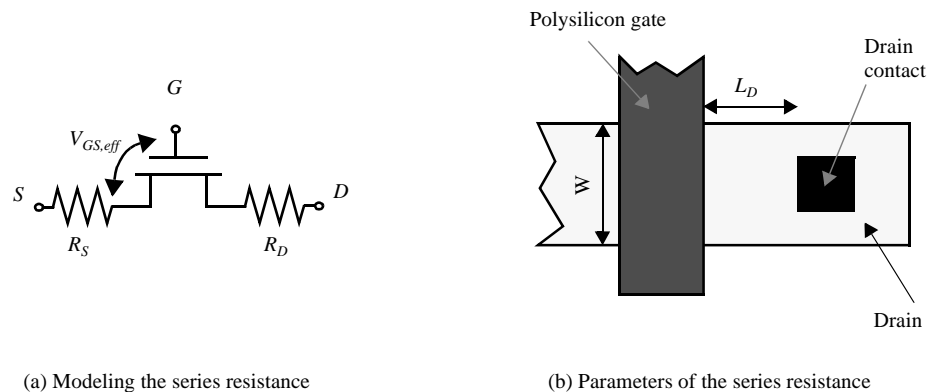 Polysilicon gate
Drain
contact
G
L_D
V_GS,eff
W
S
D
R_S
R_D
Drain
(a) Modeling the series resistance
(b) Parameters of the series resistance